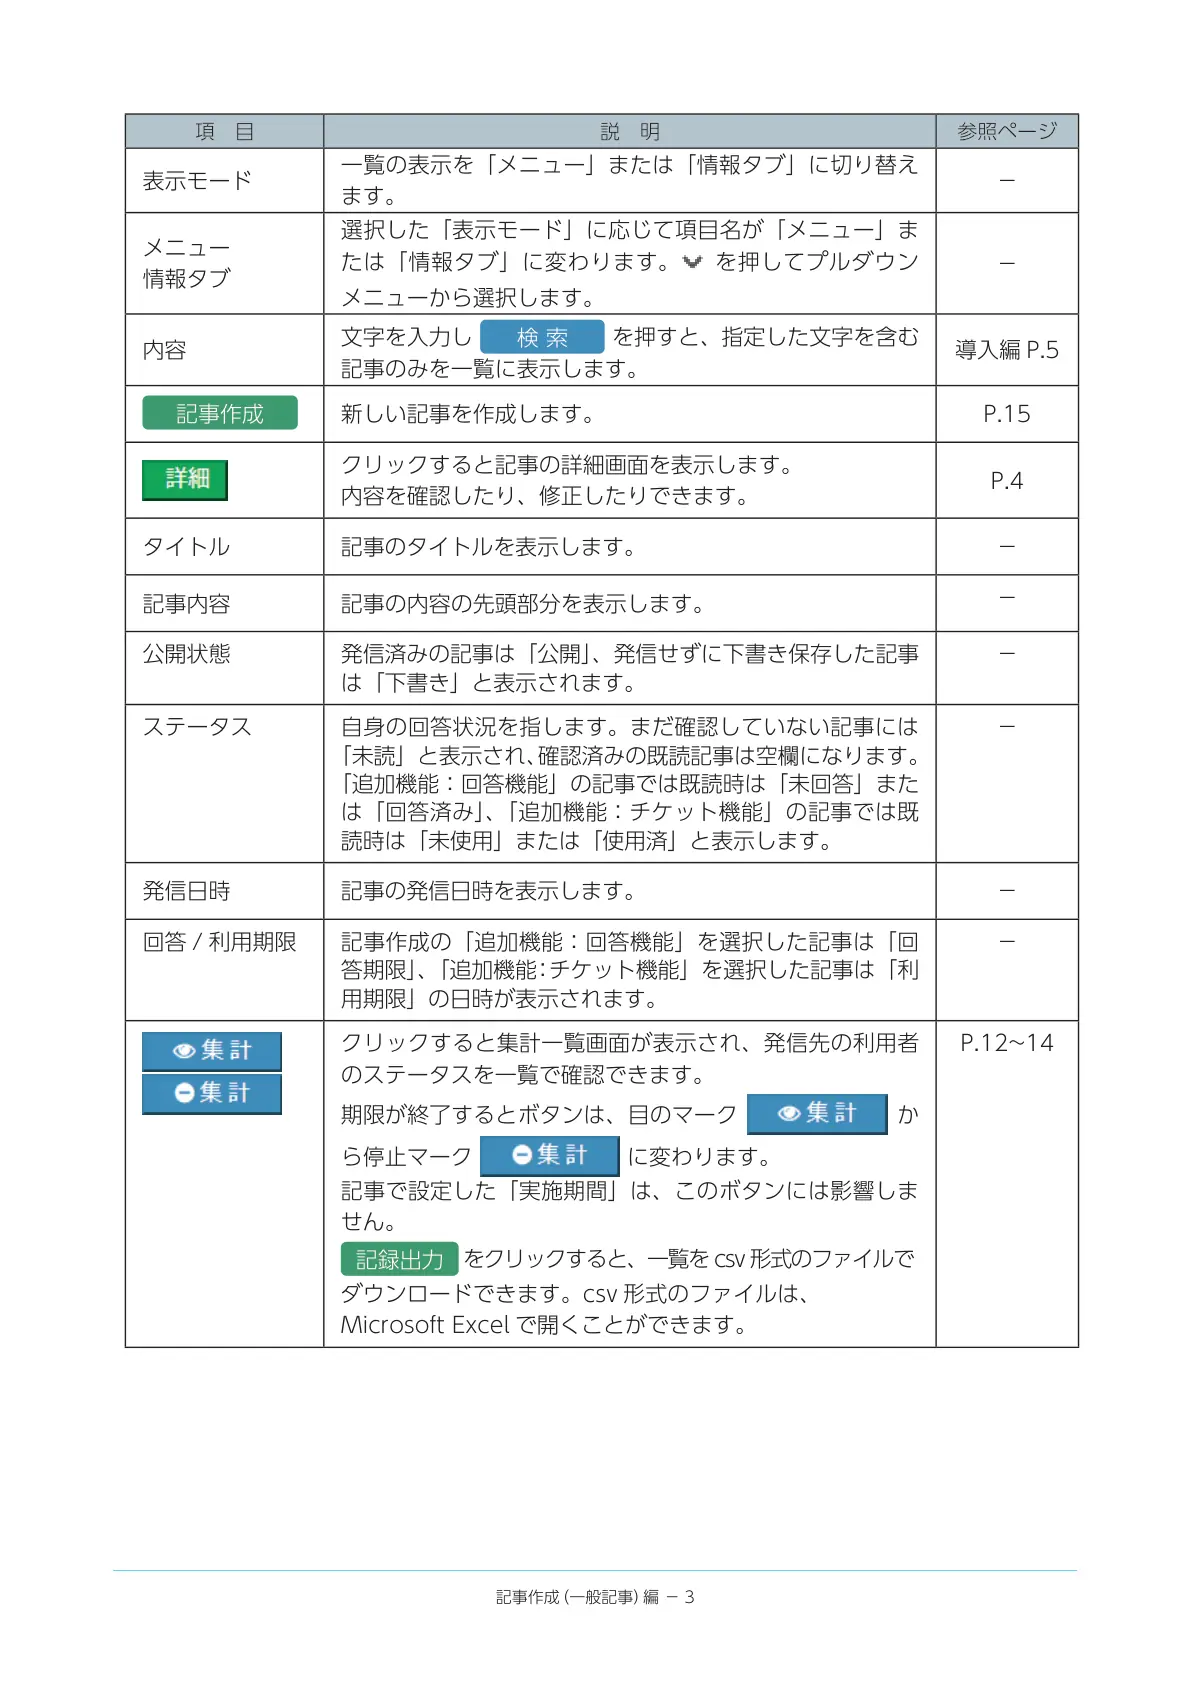 項　目　説　明　参照ページ
表示モード
一覧の表示を「メニュー」または「情報タブ」に切り替え
ます。
－
メニュー
情報タブ
選択した「表示モード」に応じて項目名が「メニュー」ま
たは「情報タブ」に変わります。 を押してプルダウン
メニューから選択します。
－
内容
文字を入力し 検 索 を押すと、指定した文字を含む
記事のみを一覧に表示します。
導入編 P.5
記事作成
新しい記事を作成します。
P.15
詳細
クリックすると記事の詳細画面を表示します。
内容を確認したり、修正したりできます。
P.4
タイトル
記事のタイトルを表示します。
－
記事内容
記事の内容の先頭部分を表示します。
－
公開状態
発信済みの記事は「公開」、発信せずに下書き保存した記事
は「下書き」と表示されます。
－
ステータス
自身の回答状況を指します。まだ確認していない記事には
「未読」と表示され、確認済みの既読記事は空欄になります。
「追加機能：回答機能」の記事では既読時は「未回答」また
は「回答済み」、「追加機能：チケット機能」の記事では既
読時は「未使用」または「使用済」と表示します。
－
発信日時
記事の発信日時を表示します。
－
回答 / 利用期限
記事作成の「追加機能：回答機能」を選択した記事は「回
答期限」、「追加機能：チケット機能」を選択した記事は「利
用期限」の日時が表示されます。
－
集計
集計
クリックすると集計一覧画面が表示され、発信先の利用者
のステータスを一覧で確認できます。
期限が終了するとボタンは、目のマーク 集計 か
ら停止マーク 集計 に変わります。
記事で設定した「実施期間」は、このボタンには影響しま
せん。
記録出力 をクリックすると、一覧を csv 形式のファイルで
ダウンロードできます。csv 形式のファイルは、
Microsoft Excel で開くことができます。
P.12~14
記事作成 (一般記事) 編 － 3